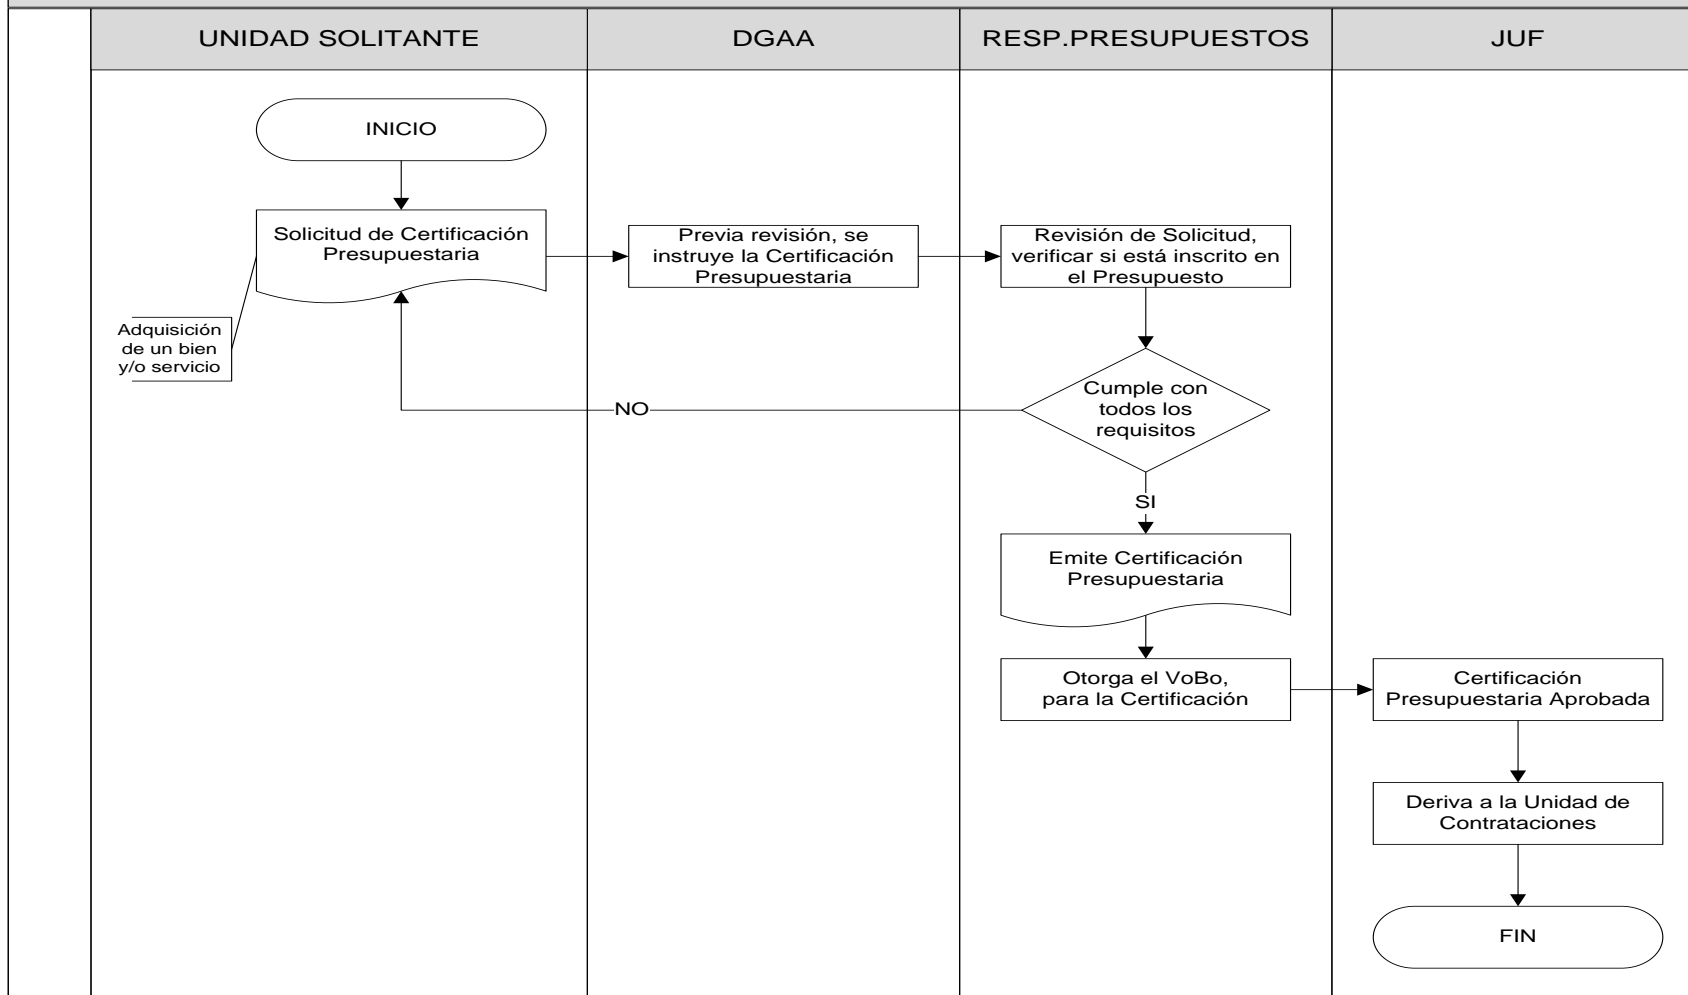 UNIDAD SOLITANTE
DGAA
RESP.PRESUPUESTOS
JUF
INICIO
Solicitud de Certificación
Presupuestaria
Adquisición
de un bien
y/o servicio
Previa revisión, se
instruye la Certificación
Presupuestaria
Revisión de Solicitud,
verificar si está inscrito en
el Presupuesto
Cumple con
todos los
requisitos
NO
SI
Emite Certificación
Presupuestaria
Otorga el VoBo,
para la Certificación
Certificación
Presupuestaria Aprobada
Deriva a la Unidad de
Contrataciones
FIN